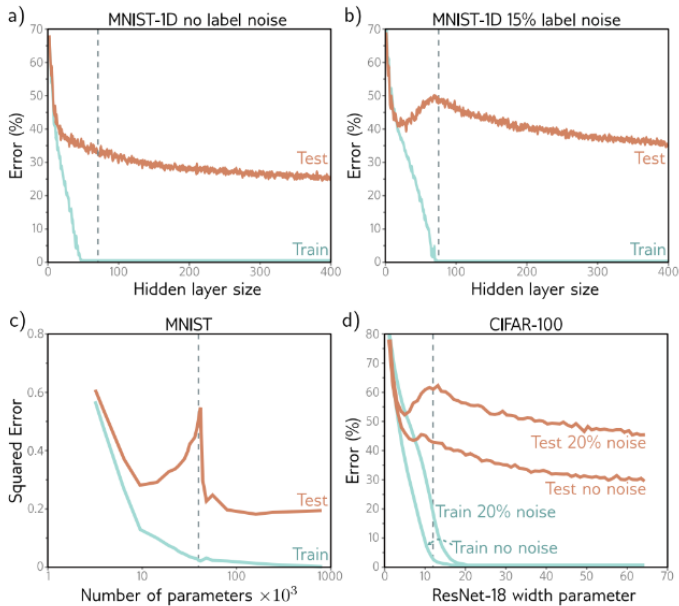 a) MNIST-1D no label noise
70
60
50
40
30
20
10
0
Error (%)
Test
Train
0 100 200 300 400
Hidden layer size
b) MNIST-1D 15% label noise
70
60
50
40
30
20
10
0
Error (%)
Test
Train
0 100 200 300 400
Hidden layer size
c) MNIST
0.8
0.6
0.4
0.2
0
Squared Error
Test
Train
1 10 100 1000
Number of parameters ×10³
d) CIFAR-100
80
70
60
50
40
30
20
10
0
Error (%)
Test 20% noise
Test no noise
Train 20% noise
Train no noise
0 10 20 30 40 50 60 70
ResNet-18 width parameter